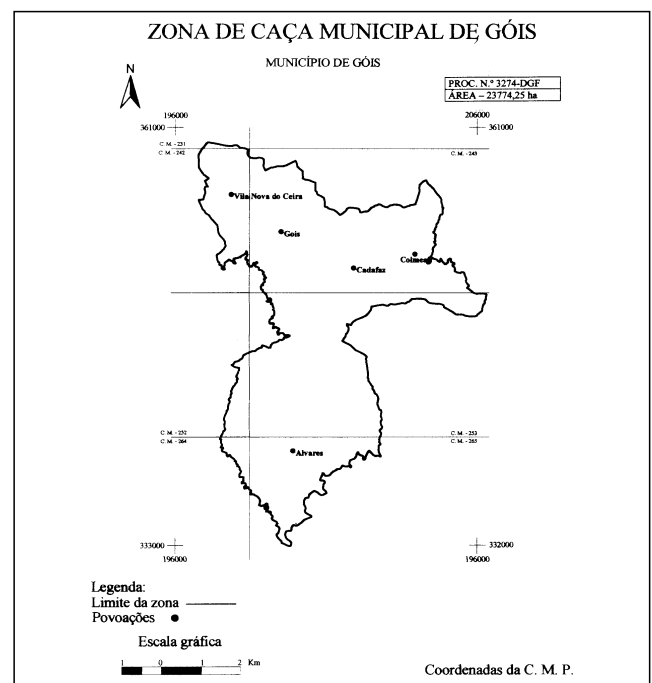 ZONA DE CAÇA MUNICIPAL DE GÓIS
MUNICÍPIO DE GÓIS
N
PROC. N.º 3274-DGF
ÁREA – 23774,25 ha
196000
206000
361000
361000
C. M. - 231
C. M. - 242
C. M. - 243
Vila Nova do Ceira
Gois
Colmeal
Cadafaz
C. M. - 252
C. M. - 264
C. M. - 253
C. M. - 265
Alvares
333000
332000
196000
196000
Legenda:
Limite da zona
Povoações
Escala gráfica
1 0 1 2 Km
Coordenadas da C. M. P.